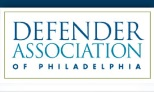 DEFENDER
ASSOCIATION
OF PHILADELPHIA